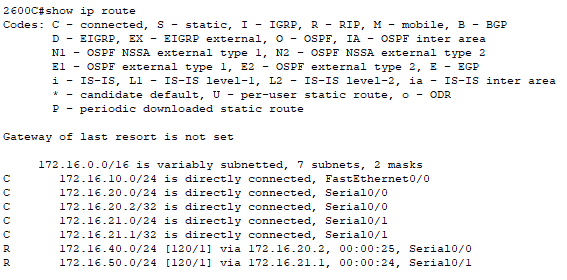 2600C#show ip route
Codes: C - connected, S - static, I - IGRP, R - RIP, M - mobile, B - BGP
D - EIGRP, EX - EIGRP external, O - OSPF, IA - OSPF inter area
N1 - OSPF NSSA external type 1, N2 - OSPF NSSA external type 2
E1 - OSPF external type 1, E2 - OSPF external type 2, E - EGP
i - IS-IS, L1 - IS-IS level-1, L2 - IS-IS level-2, ia - IS-IS inter area
* - candidate default, U - per-user static route, o - ODR
P - periodic downloaded static route
Gateway of last resort is not set
172.16.0.0/16 is variably subnetted, 7 subnets, 2 masks
C 172.16.10.0/24 is directly connected, FastEthernet0/0
C 172.16.20.0/24 is directly connected, Serial0/0
C 172.16.20.2/32 is directly connected, Serial0/0
C 172.16.21.0/24 is directly connected, Serial0/1
C 172.16.21.1/32 is directly connected, Serial0/1
R 172.16.40.0/24 [120/1] via 172.16.20.2, 00:00:25, Serial0/0
R 172.16.50.0/24 [120/1] via 172.16.21.1, 00:00:24, Serial0/1